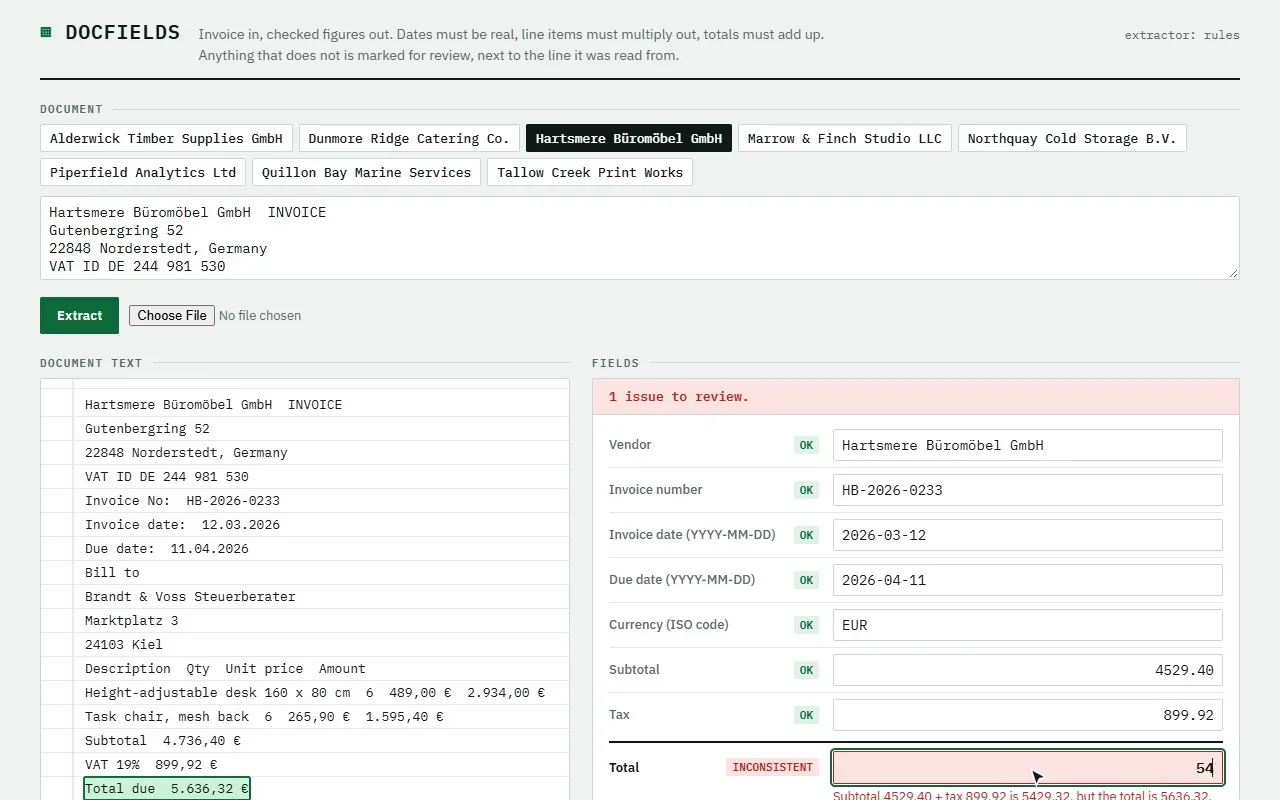 DOCFIELDS
Invoice in, checked figures out. Dates must be real, line items must multiply out, totals must add up.
Anything that does not is marked for review, next to the line it was read from.
extractor: rules
DOCUMENT
Alderwick Timber Supplies GmbH
Dunmore Ridge Catering Co.
Hartsmere Büromöbel GmbH
Marrow & Finch Studio LLC
Northquay Cold Storage B.V.
Piperfield Analytics Ltd
Quillon Bay Marine Services
Tallow Creek Print Works
Hartsmere Büromöbel GmbH  INVOICE
Gutenbergring 52
22848 Norderstedt, Germany
VAT ID DE 244 981 530
Extract
Choose File No file chosen
DOCUMENT TEXT
Hartsmere Büromöbel GmbH  INVOICE
Gutenbergring 52
22848 Norderstedt, Germany
VAT ID DE 244 981 530
Invoice No:  HB-2026-0233
Invoice date:  12.03.2026
Due date:  11.04.2026
Bill to
Brandt & Voss Steuerberater
Marktplatz 3
24103 Kiel
Description  Qty  Unit price  Amount
Height-adjustable desk 160 x 80 cm  6  489,00 €  2.934,00 €
Task chair, mesh back  6  265,90 €  1.595,40 €
Subtotal  4.736,40 €
VAT 19%  899,92 €
Total due  5.636,32 €
FIELDS
1 issue to review.
Vendor OK Hartsmere Büromöbel GmbH
Invoice number OK HB-2026-0233
Invoice date (YYYY-MM-DD) OK 2026-03-12
Due date (YYYY-MM-DD) OK 2026-04-11
Currency (ISO code) OK EUR
Subtotal OK 4529.40
Tax OK 899.92
Total INCONSISTENT 54
Subtotal 4529.40 + tax 899.92 is 5429.32, but the total is 5636.32.